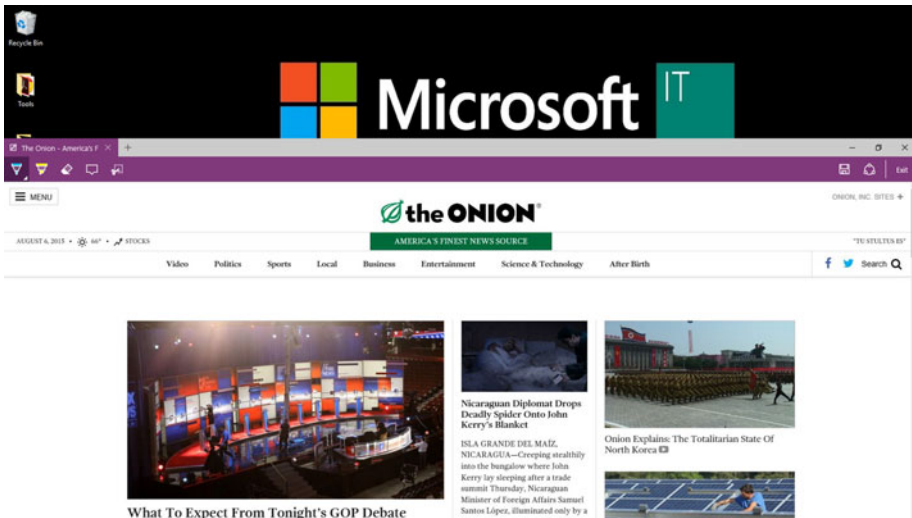 Recycle Bin
Tools
Microsoft IT
The Onion - America's F
Exit
MENU
the ONION
ONION, INC. SITES +
AUGUST 6, 2015 • 66° • STOCKS
AMERICA'S FINEST NEWS SOURCE
"TU STULTUS ES"
Video Politics Sports Local Business Entertainment Science & Technology After Birth
Search
What To Expect From Tonight's GOP Debate
Nicaraguan Diplomat Drops
Deadly Spider Onto John
Kerry's Blanket
ISLA GRANDE DEL MAÍZ,
NICARAGUA—Creeping stealthily
into the bungalow where John
Kerry lay sleeping after a trade
summit Thursday, Nicaraguan
Minister of Foreign Affairs Samuel
Santos López, illuminated only by a
Onion Explains: The Totalitarian State Of
North Korea